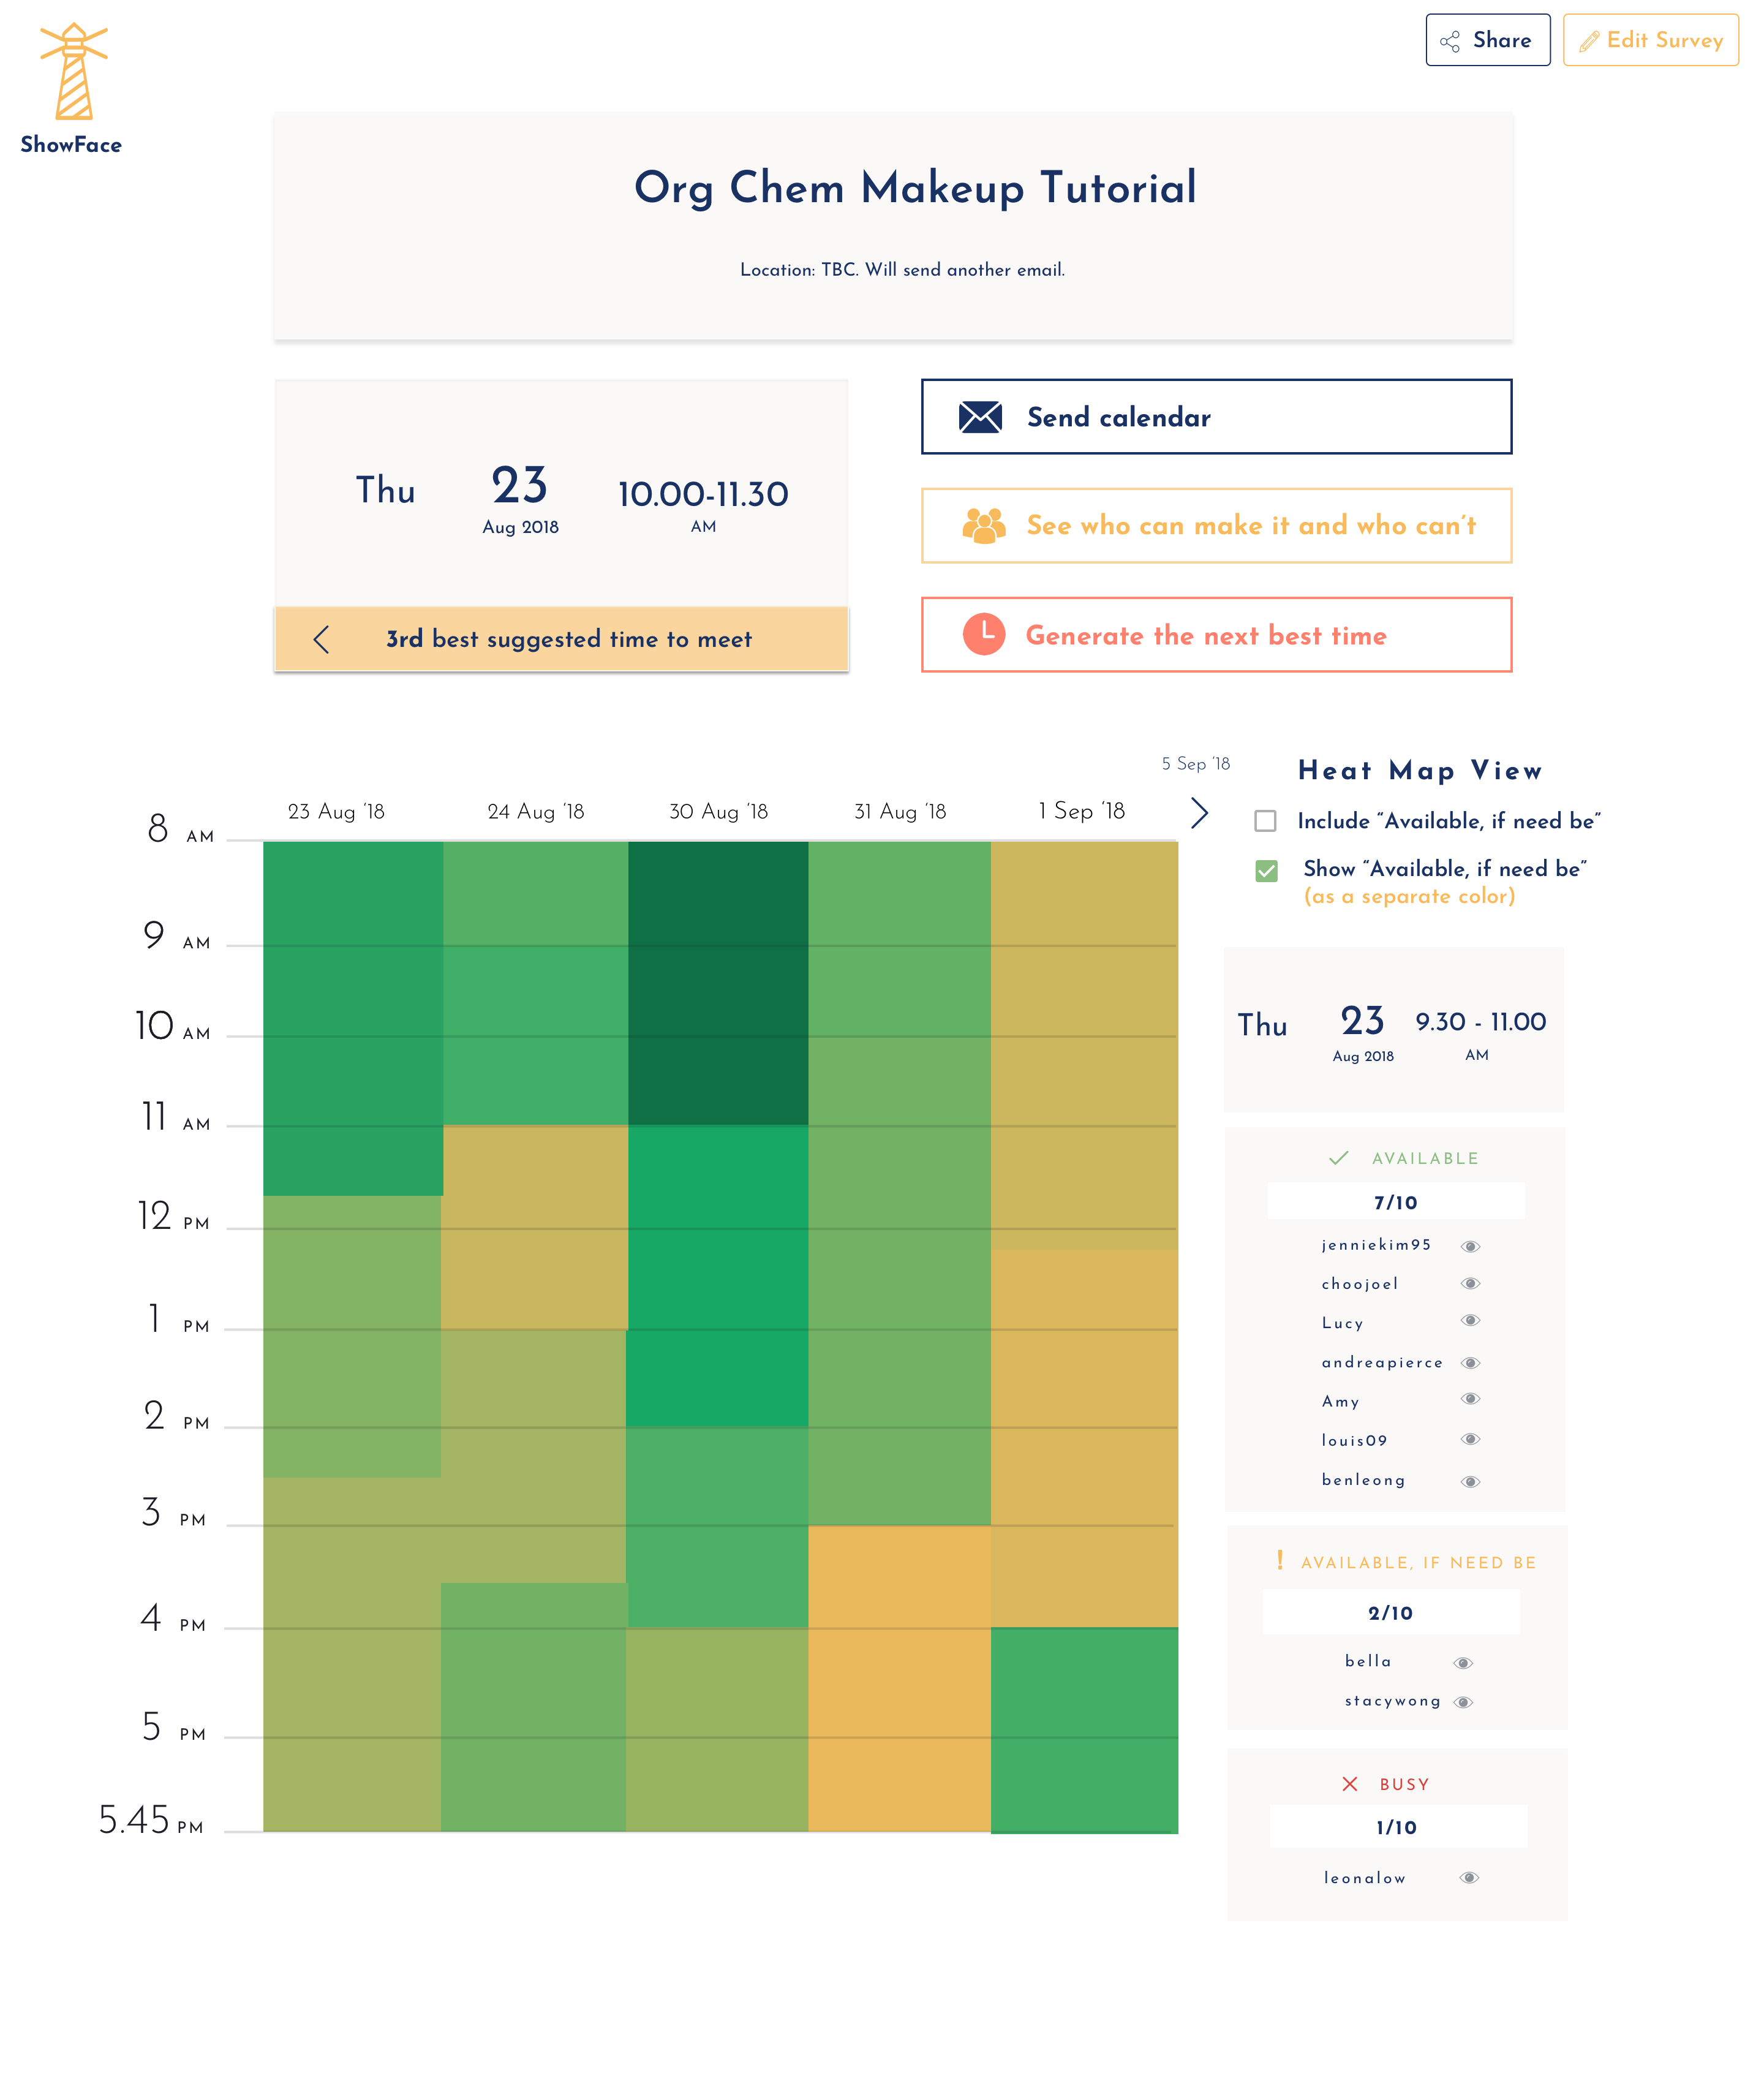 Share
Edit Survey
ShowFace
Org Chem Makeup Tutorial
Location: TBC. Will send another email.
Thu
23
Aug 2018
10.00-11.30
AM
3rd best suggested time to meet
Send calendar
See who can make it and who can’t
Generate the next best time
5 Sep ‘18
23 Aug ‘18
24 Aug ‘18
30 Aug ‘18
31 Aug ‘18
1 Sep ‘18
8 AM
9 AM
10 AM
11 AM
12 PM
1 PM
2 PM
3 PM
4 PM
5 PM
5.45 PM
Heat Map View
Include “Available, if need be”
Show “Available, if need be”
(as a separate color)
Thu
23
Aug 2018
9.30 - 11.00
AM
AVAILABLE
7/10
jenniekim95
choojoel
Lucy
andreapierce
Amy
louis09
benleong
! AVAILABLE, IF NEED BE
2/10
bella
stacywong
BUSY
1/10
leonalow